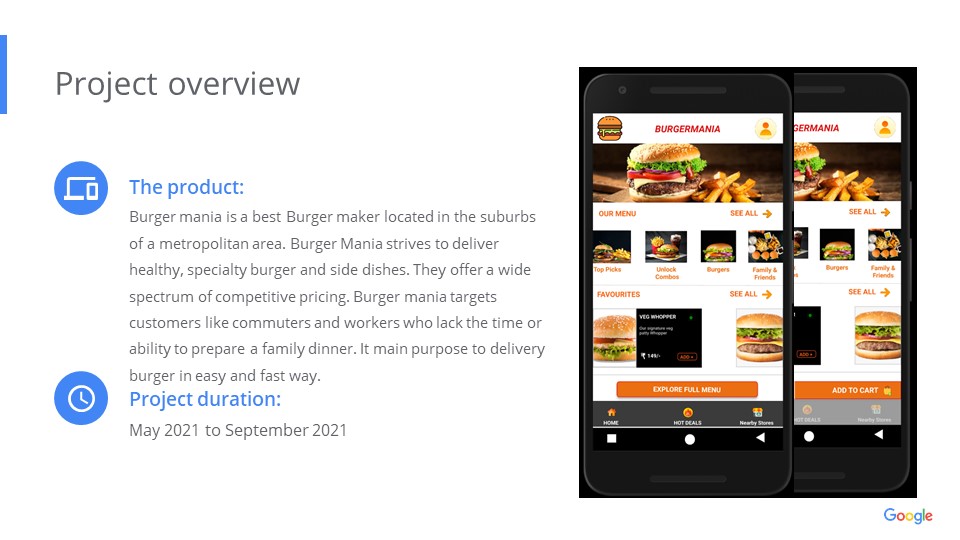 Project overview
The product:
Burger mania is a best Burger maker located in the suburbs
of a metropolitan area. Burger Mania strives to deliver
healthy, specialty burger and side dishes. They offer a wide
spectrum of competitive pricing. Burger mania targets
customers like commuters and workers who lack the time or
ability to prepare a family dinner. It main purpose to delivery
burger in easy and fast way.
Project duration:
May 2021 to September 2021
BURGERMANIA
OUR MENU
SEE ALL
Top Picks
Unlock
Combos
Burgers
Family &
Friends
FAVOURITES
SEE ALL
VEG WHOPPER
Our signature veg
patty Whopper
₹ 149/-
ADD +
EXPLORE FULL MENU
HOME
HOT DEALS
Nearby Stores
GERMANIA
SEE ALL
Burgers
Family &
Friends
SEE ALL
ADD +
ADD TO CART
HOT DEALS
Nearby Stores
Google